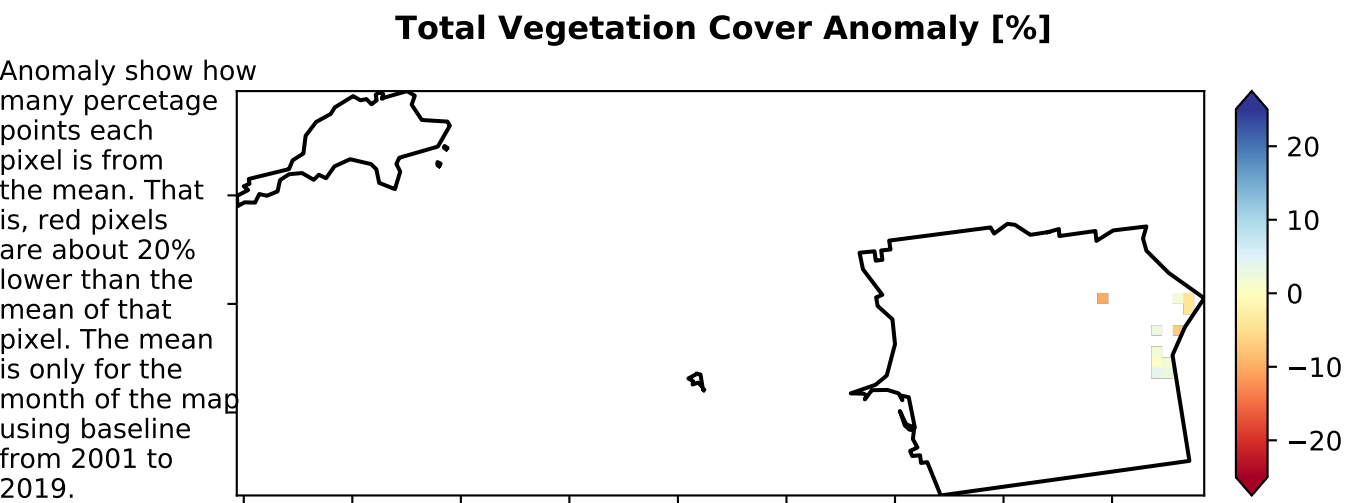 Total Vegetation Cover Anomaly [%]
Anomaly show how
many percetage
points each
pixel is from
the mean. That
is, red pixels
are about 20%
lower than the
mean of that
pixel. The mean
is only for the
month of the map
using baseline
from 2001 to
2019.
20
10
0
−10
−20